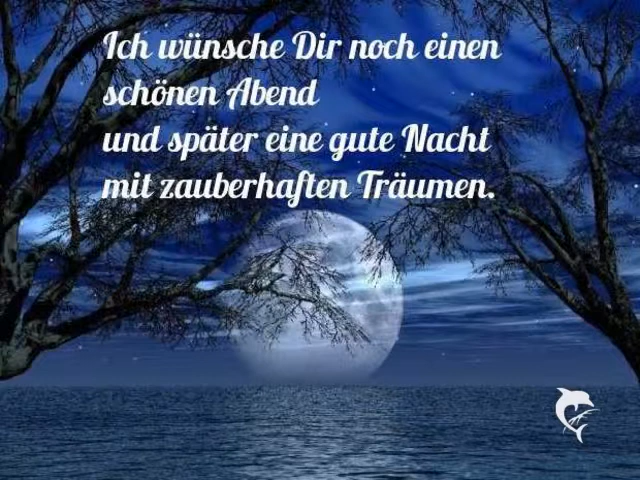 Ich wünsche Dir noch einen
schönen Abend
und später eine gute Nacht
mit zauberhaften Träumen.